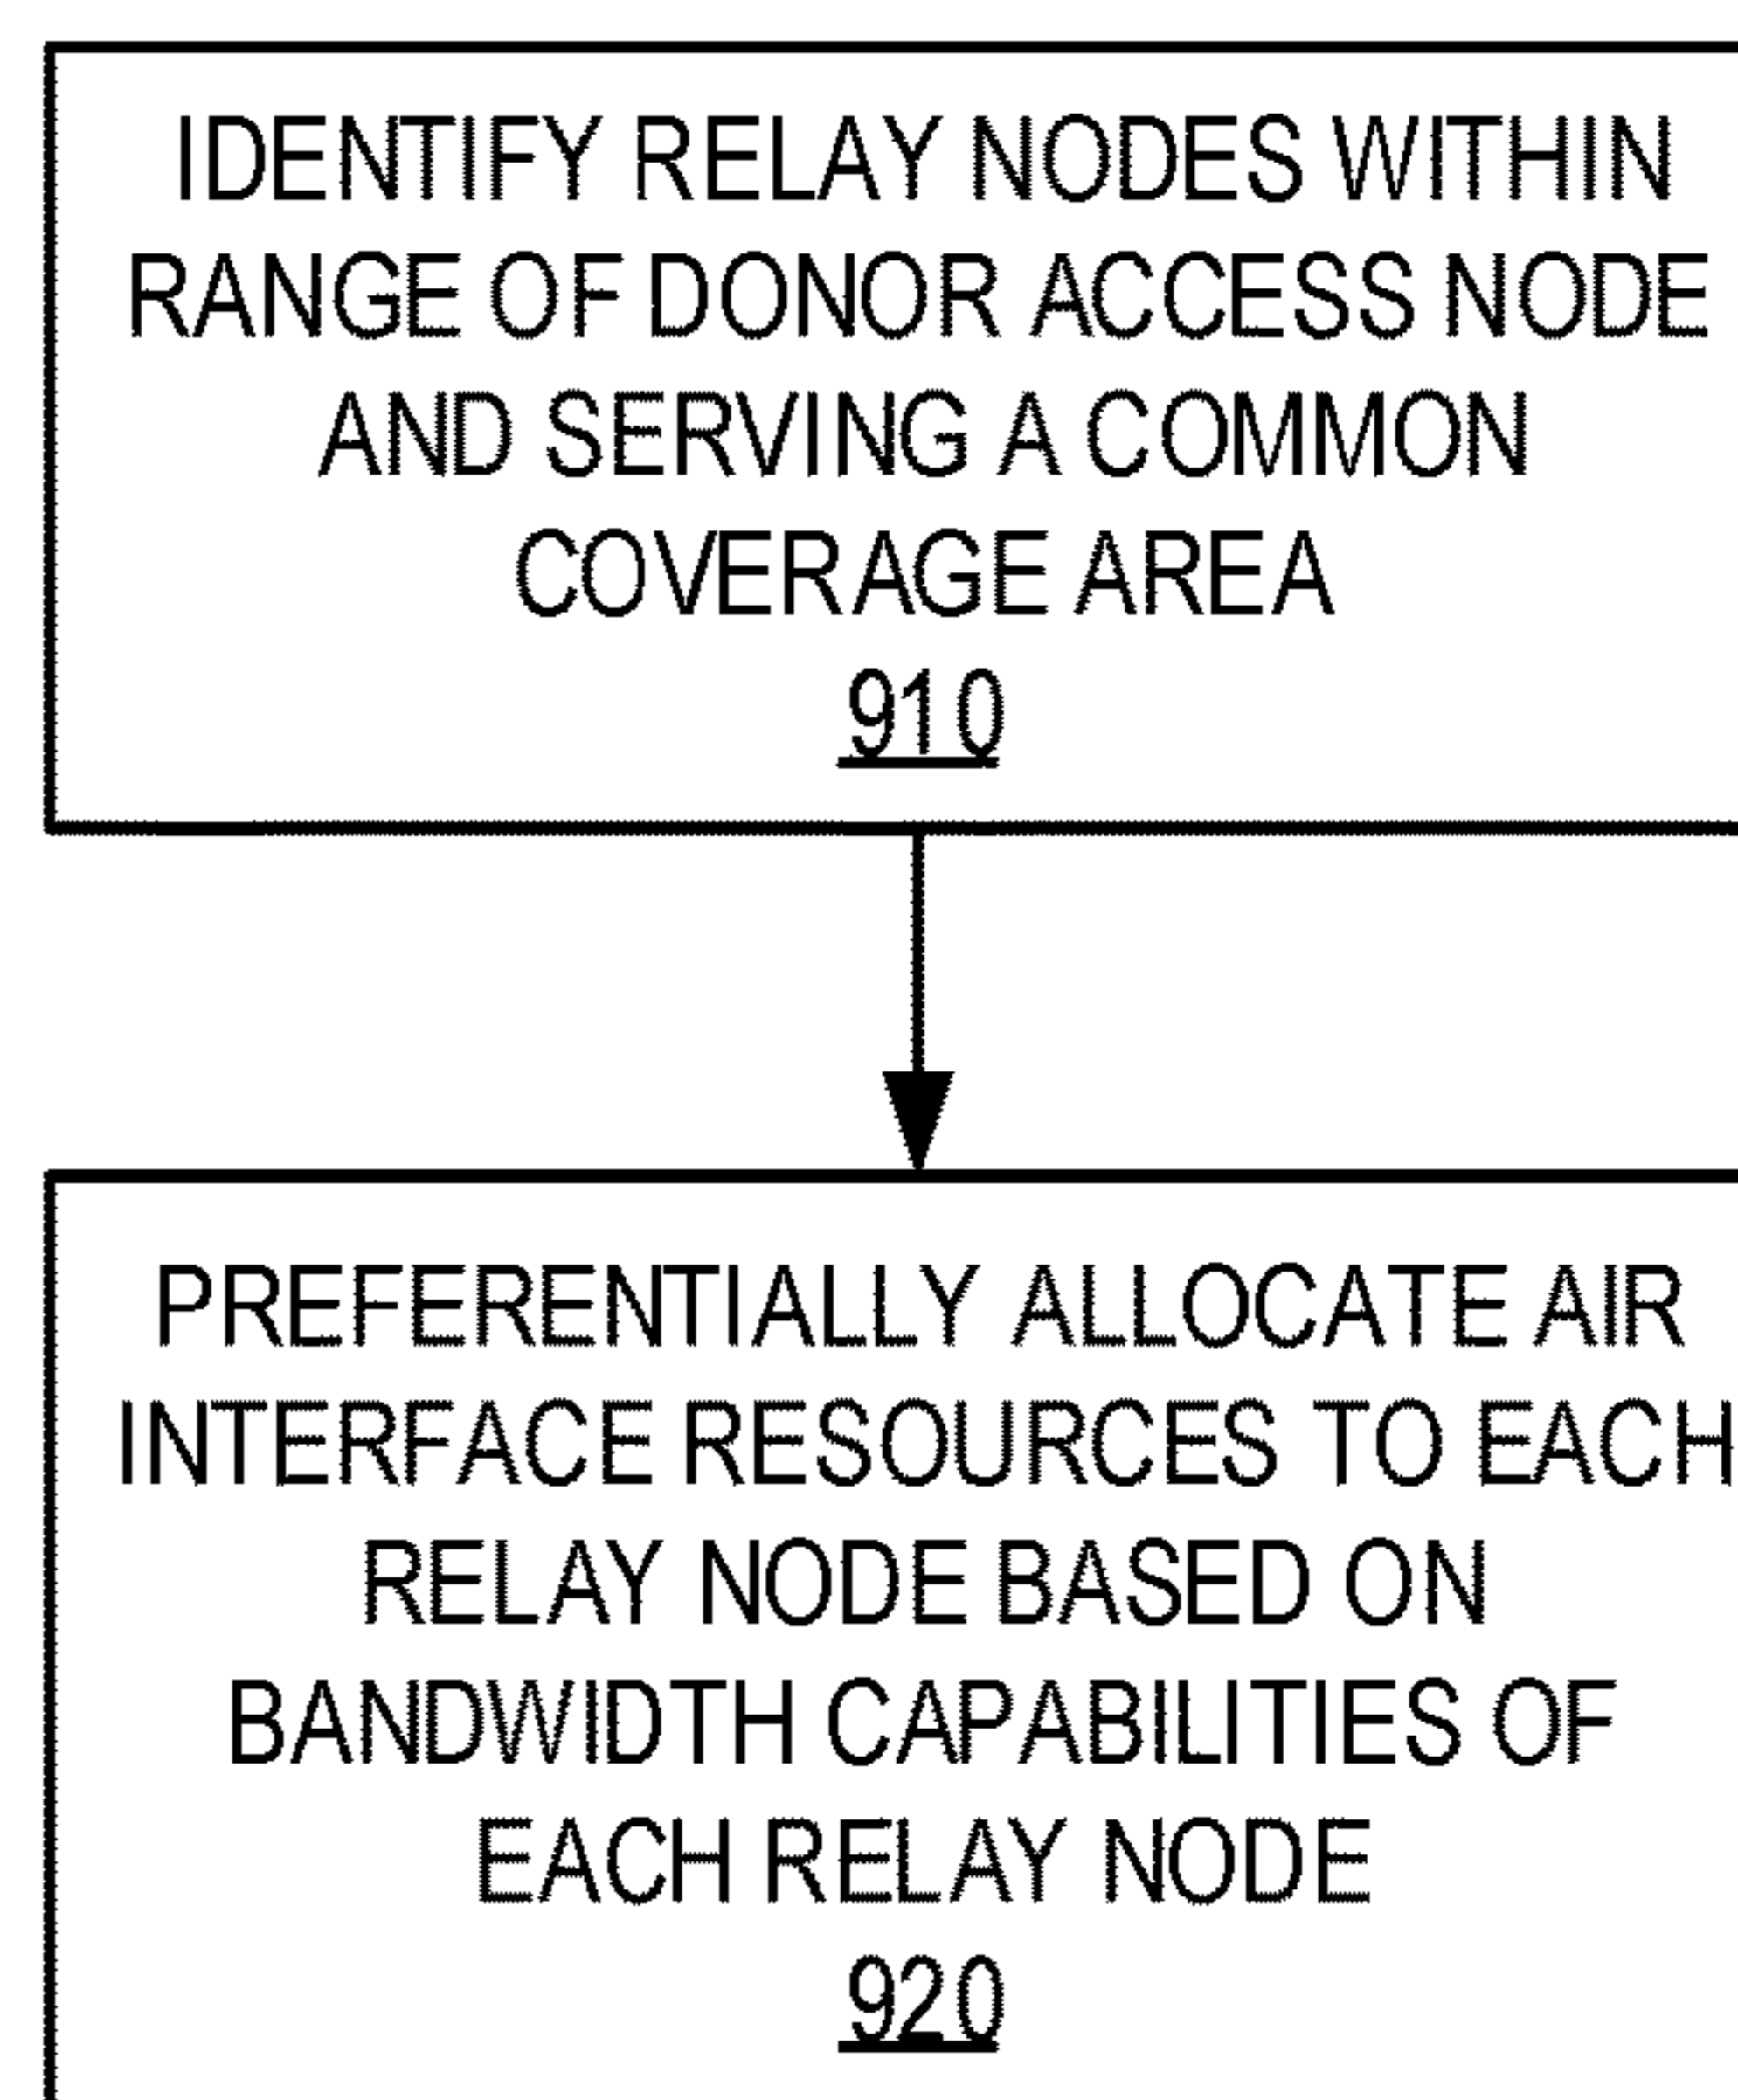 IDENTIFY RELAY NODES WITHIN
RANGE OF DONOR ACCESS NODE
AND SERVING A COMMON
COVERAGE AREA
910
PREFERENTIALLY ALLOCATE AIR
INTERFACE RESOURCES TO EACH
RELAY NODE BASED ON
BANDWIDTH CAPABILITIES OF
EACH RELAY NODE
920